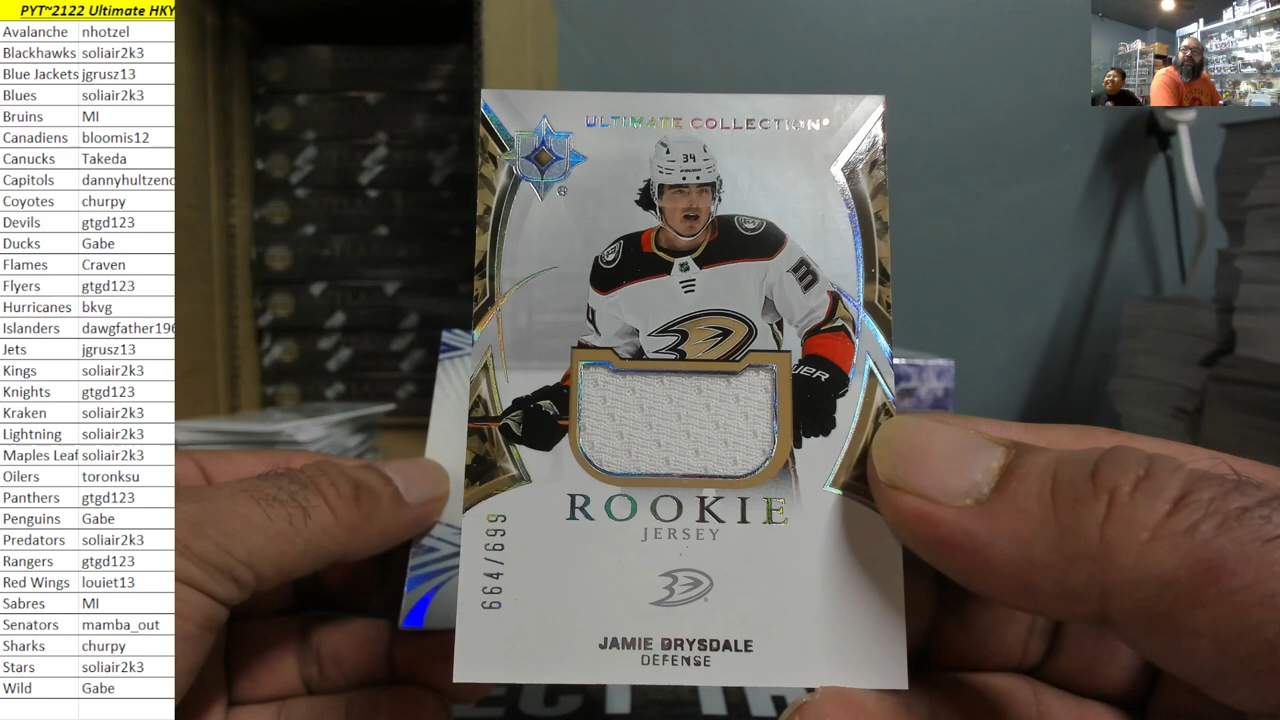 PYT~2122 Ultimate HKY
Avalanche nhotzel
Blackhawks soliair2k3
Blue Jackets jgrusz13
Blues soliair2k3
Bruins MI
Canadiens bloomis12
Canucks Takeda
Capitols dannyhultzend
Coyotes churpy
Devils gtgd123
Ducks Gabe
Flames Craven
Flyers gtgd123
Hurricanes bkvg
Islanders dawgfather196
Jets jgrusz13
Kings soliair2k3
Knights gtgd123
Kraken soliair2k3
Lightning soliair2k3
Maples Leaf soliair2k3
Oilers toronksu
Panthers gtgd123
Penguins Gabe
Predators soliair2k3
Rangers gtgd123
Red Wings louiet13
Sabres MI
Senators mamba_out
Sharks churpy
Stars soliair2k3
Wild Gabe
ULTIMATE COLLECTION®
34
ROOKIE
JERSEY
664/699
JAMIE DRYSDALE
DEFENSE